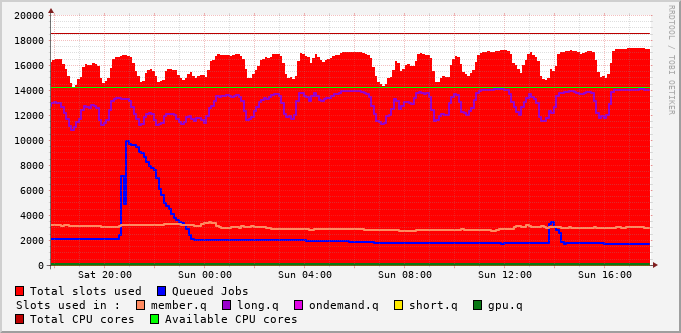 RRDTOOL / TOBI OETIKER
20000
18000
16000
14000
12000
10000
8000
6000
4000
2000
0
Sat 20:00 Sun 00:00 Sun 04:00 Sun 08:00 Sun 12:00 Sun 16:00
Total slots used Queued Jobs
Slots used in : member.q long.q ondemand.q short.q gpu.q
Total CPU cores Available CPU cores